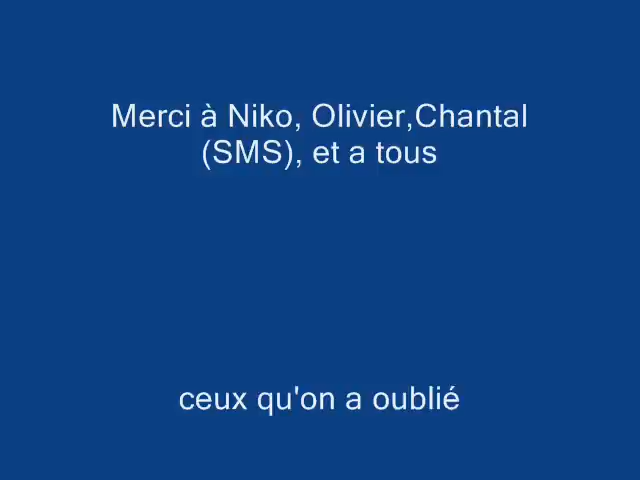 Merci à Niko, Olivier,Chantal
(SMS), et a tous
ceux qu'on a oublié